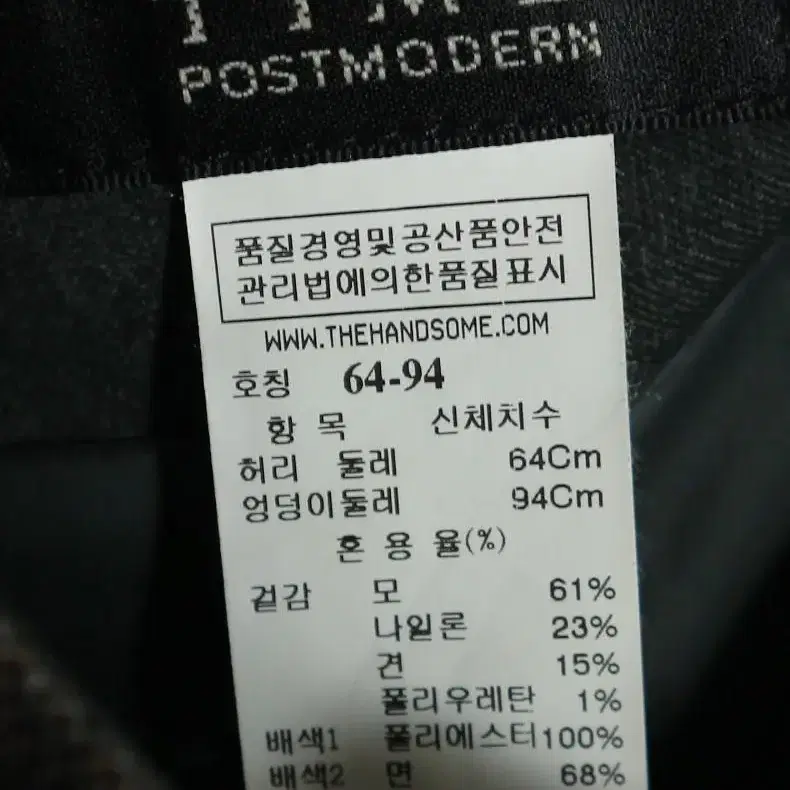 POSTMODERN
품질경영및공산품안전
관리법에의한품질표시
WWW.THEHANDSOME.COM
호칭 64-94
항 목 신체치수
허리 둘레 64Cm
엉덩이둘레 94Cm
혼 용 율(%)
겉감 모 61%
나일론 23%
견 15%
폴리우레탄 1%
배색1 폴리에스터100%
배색2 면 68%